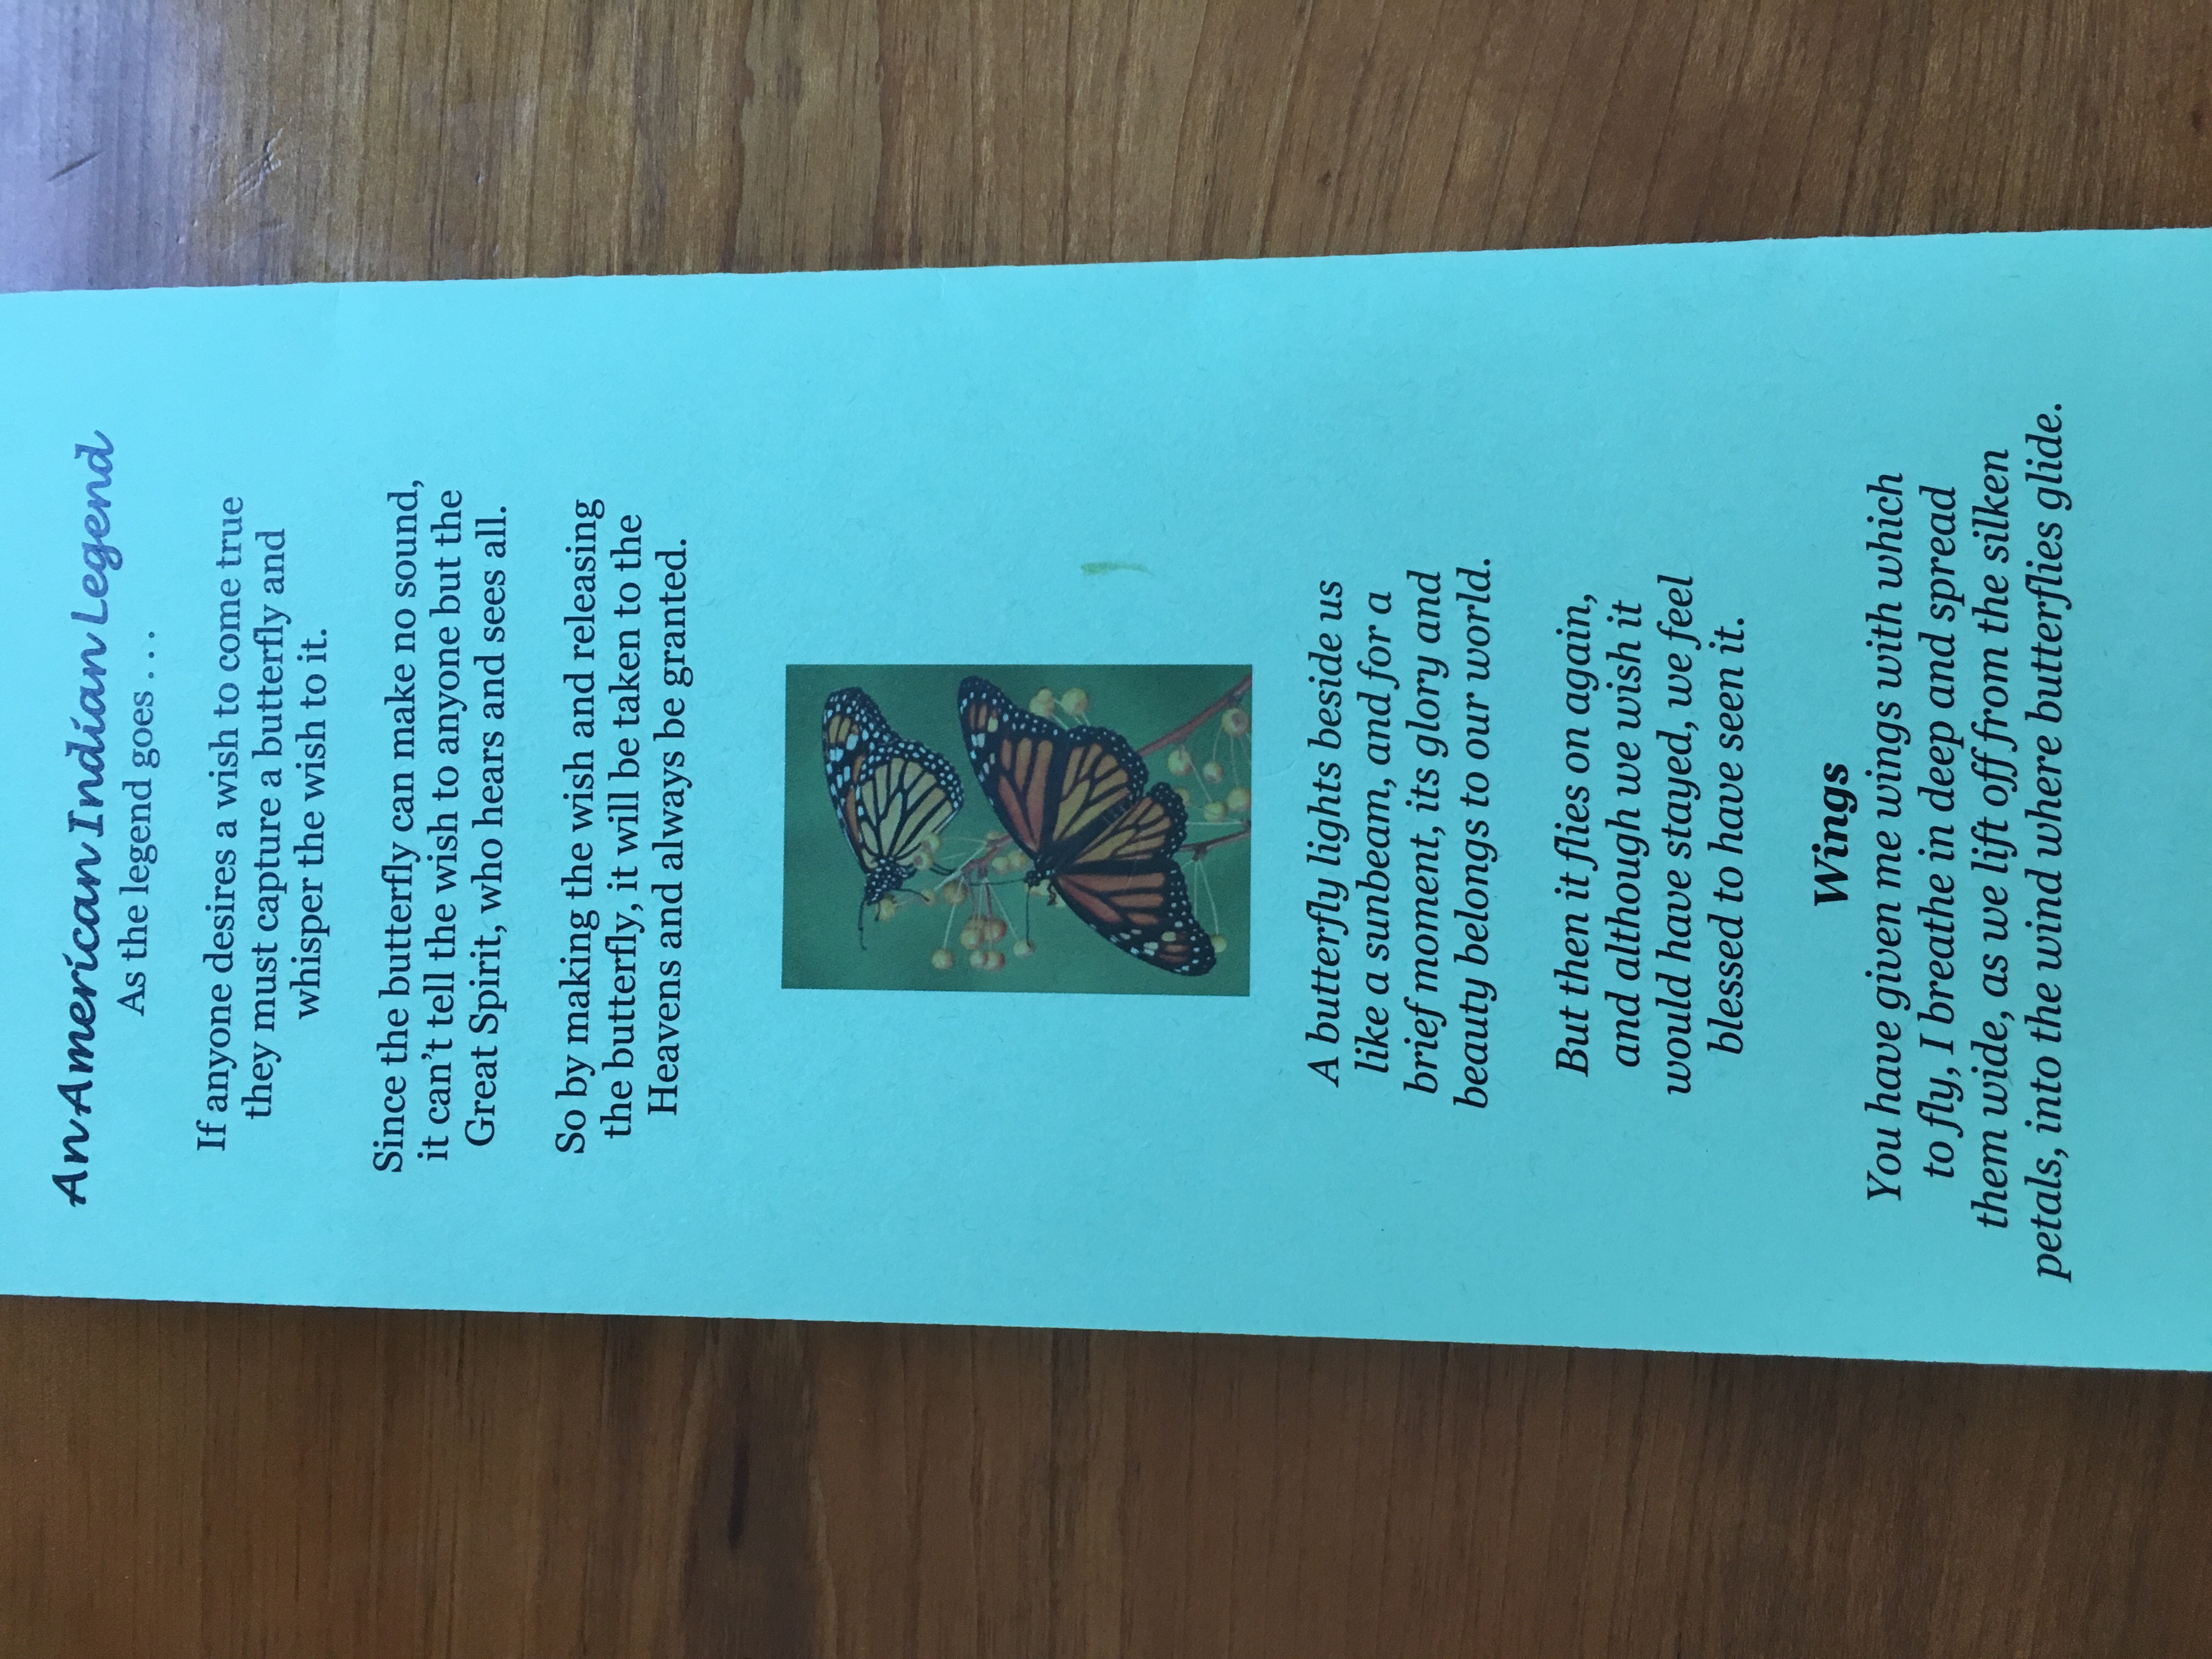 An American Indian Legend
As the legend goes . . .
If anyone desires a wish to come true
they must capture a butterfly and
whisper the wish to it.
Since the butterfly can make no sound,
it can’t tell the wish to anyone but the
Great Spirit, who hears and sees all.
So by making the wish and releasing
the butterfly, it will be taken to the
Heavens and always be granted.
A butterfly lights beside us
like a sunbeam, and for a
brief moment, its glory and
beauty belongs to our world.
But then it flies on again,
and although we wish it
would have stayed, we feel
blessed to have seen it.
Wings
You have given me wings with which
to fly, I breathe in deep and spread
them wide, as we lift off from the silken
petals, into the wind where butterflies glide.